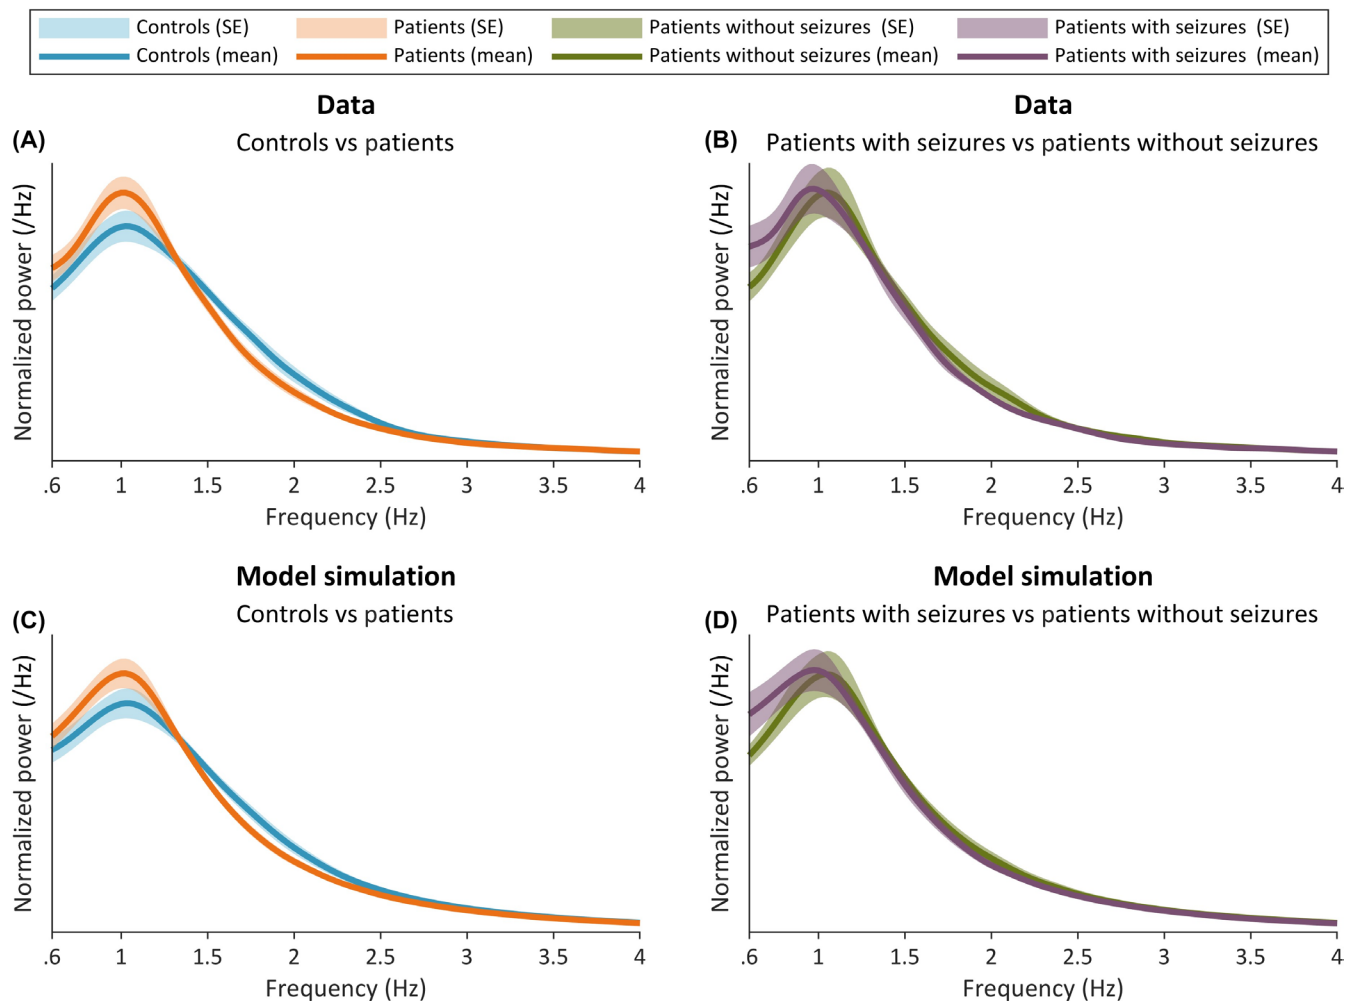 Controls (SE) Patients (SE) Patients without seizures (SE) Patients with seizures (SE)
Controls (mean) Patients (mean) Patients without seizures (mean) Patients with seizures (mean)
Data
(A) Controls vs patients
Normalized power (/Hz)
.6 1 1.5 2 2.5 3 3.5 4
Frequency (Hz)
Data
(B) Patients with seizures vs patients without seizures
Normalized power (/Hz)
.6 1 1.5 2 2.5 3 3.5 4
Frequency (Hz)
Model simulation
(C) Controls vs patients
Normalized power (/Hz)
.6 1 1.5 2 2.5 3 3.5 4
Frequency (Hz)
Model simulation
(D) Patients with seizures vs patients without seizures
Normalized power (/Hz)
.6 1 1.5 2 2.5 3 3.5 4
Frequency (Hz)